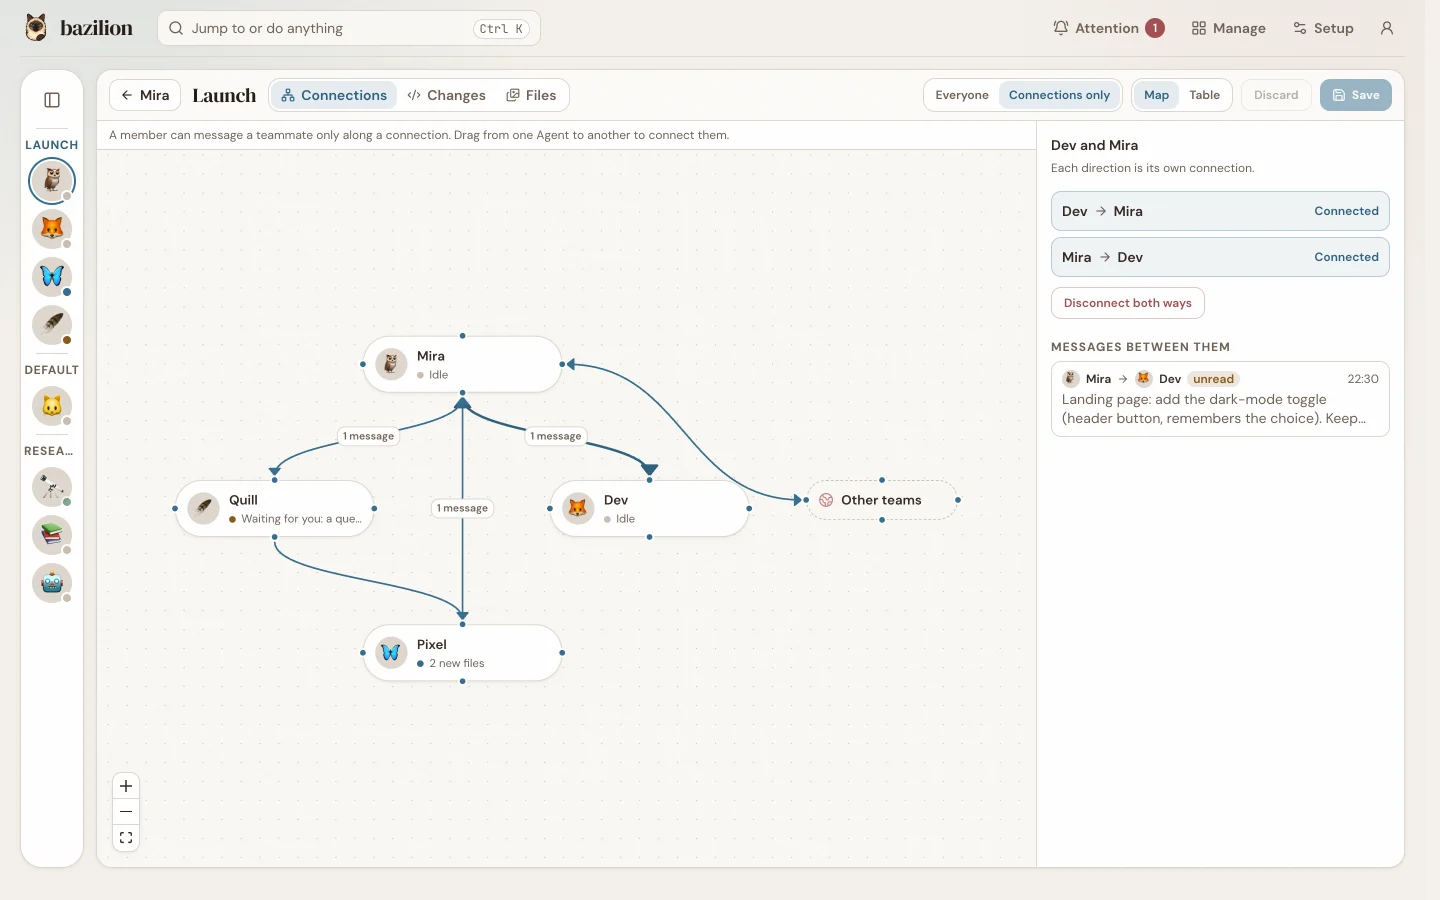 bazilion
Jump to or do anything
Ctrl K
Attention 1
Manage
Setup
LAUNCH
DEFAULT
RESEA...
Mira
Launch
Connections
Changes
Files
Everyone
Connections only
Map
Table
Discard
Save
A member can message a teammate only along a connection. Drag from one Agent to another to connect them.
Mira
Idle
1 message
1 message
Quill
Waiting for you: a que...
1 message
Dev
Idle
Other teams
Pixel
2 new files
Dev and Mira
Each direction is its own connection.
Dev → Mira
Connected
Mira → Dev
Connected
Disconnect both ways
MESSAGES BETWEEN THEM
Mira → Dev unread 22:30
Landing page: add the dark-mode toggle
(header button, remembers the choice). Keep...